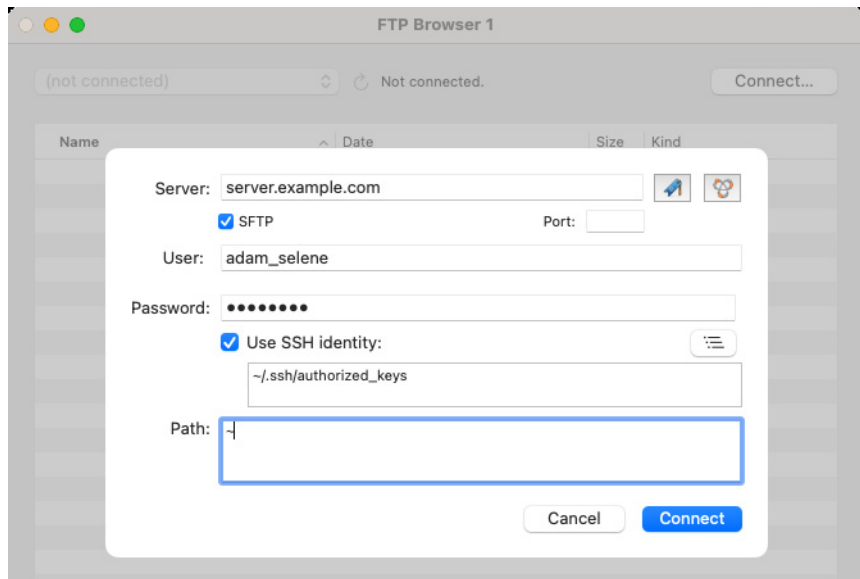 FTP Browser 1
(not connected)
Not connected.
Connect...
Name
Date
Size
Kind
Server: server.example.com
SFTP
Port:
User: adam_selene
Password: ••••••••
Use SSH identity:
~/.ssh/authorized_keys
Path: ~
Cancel
Connect